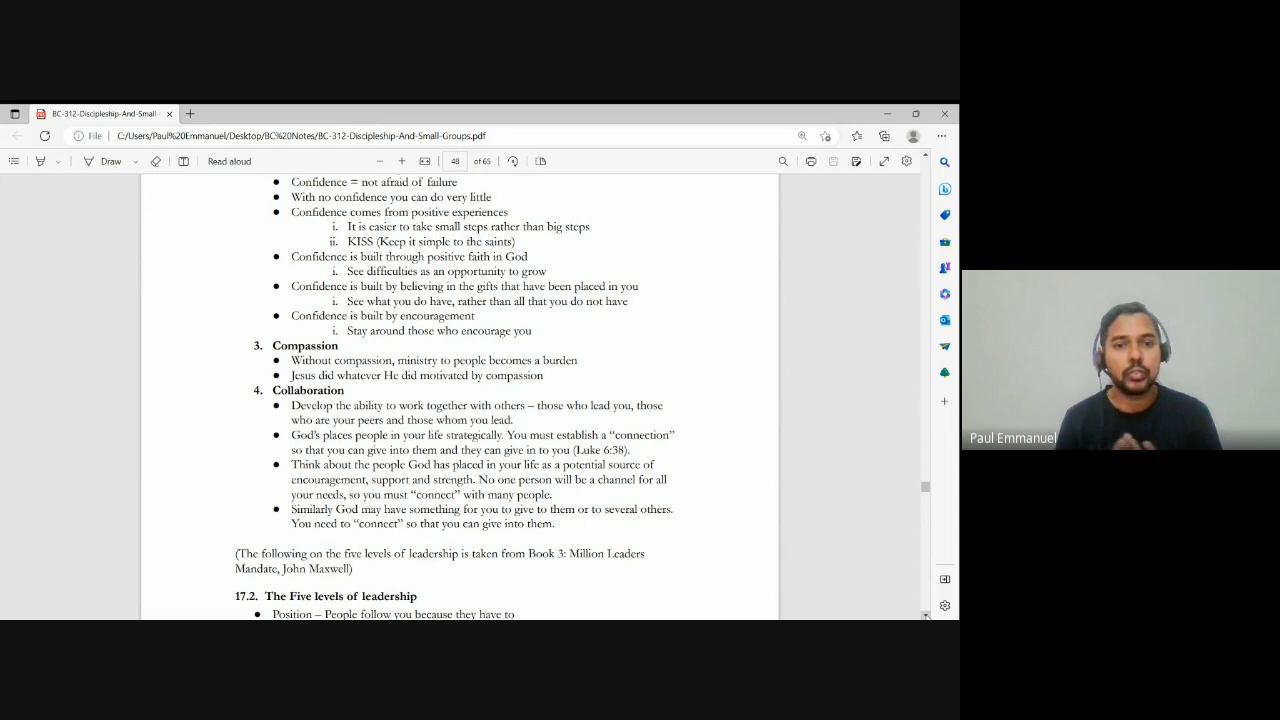 BC-312-Discipleship-And-Small-
File
C:/Users/Paul%20Emmanuel/Desktop/BC%20Notes/BC-312-Discipleship-And-Small-Groups.pdf
Draw
Read aloud
48
of 65
Confidence = not afraid of failure
With no confidence you can do very little
Confidence comes from positive experiences
i. It is easier to take small steps rather than big steps
ii. KISS (Keep it simple to the saints)
Confidence is built through positive faith in God
i. See difficulties as an opportunity to grow
Confidence is built by believing in the gifts that have been placed in you
i. See what you do have, rather than all that you do not have
Confidence is built by encouragement
i. Stay around those who encourage you
3. Compassion
Without compassion, ministry to people becomes a burden
Jesus did whatever He did motivated by compassion
4. Collaboration
Develop the ability to work together with others – those who lead you, those
who are your peers and those whom you lead.
God's places people in your life strategically. You must establish a “connection”
so that you can give into them and they can give in to you (Luke 6:38).
Think about the people God has placed in your life as a potential source of
encouragement, support and strength. No one person will be a channel for all
your needs, so you must “connect” with many people.
Similarly God may have something for you to give to them or to several others.
You need to “connect” so that you can give into them.
(The following on the five levels of leadership is taken from Book 3: Million Leaders
Mandate, John Maxwell)
17.2. The Five levels of leadership
Position – People follow you because they have to
Paul Emmanuel